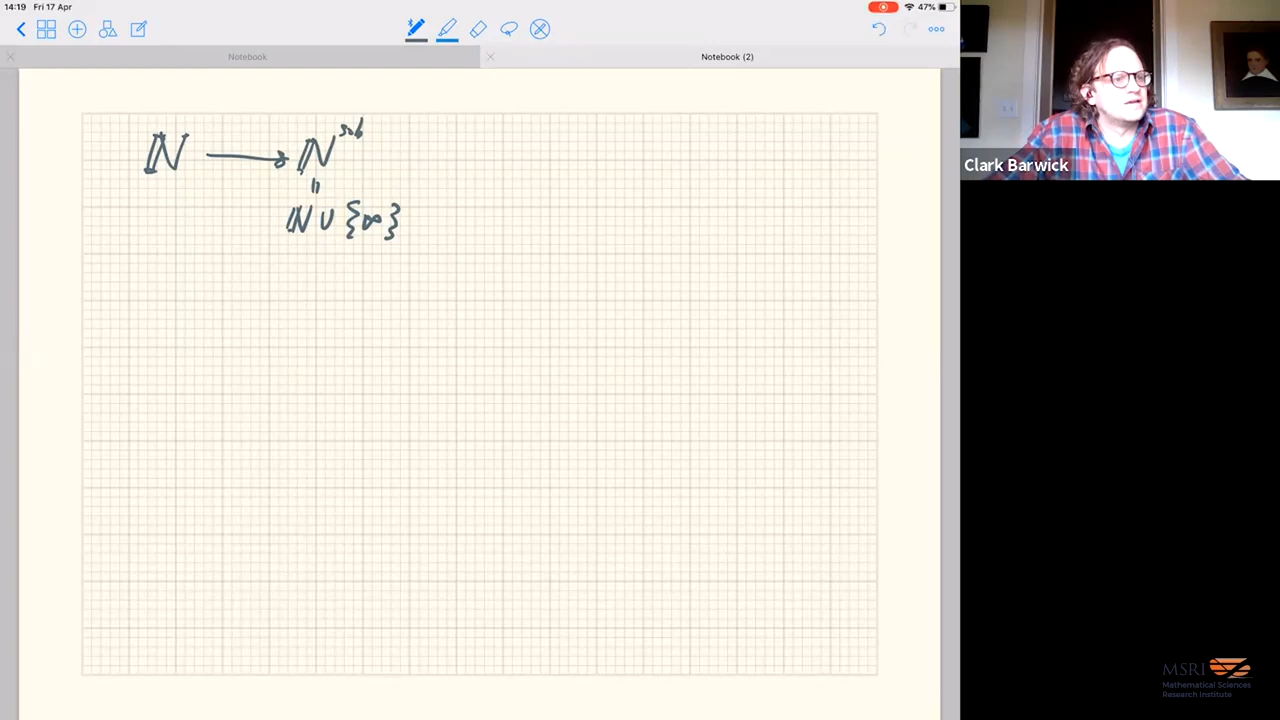 14:19 Fri 17 Apr
47%
Notebook
Notebook (2)
ℕ ⟶ ℕ^sob
=
ℕ ∪ {∞}
Clark Barwick
MSRI
Mathematical Sciences
Research Institute